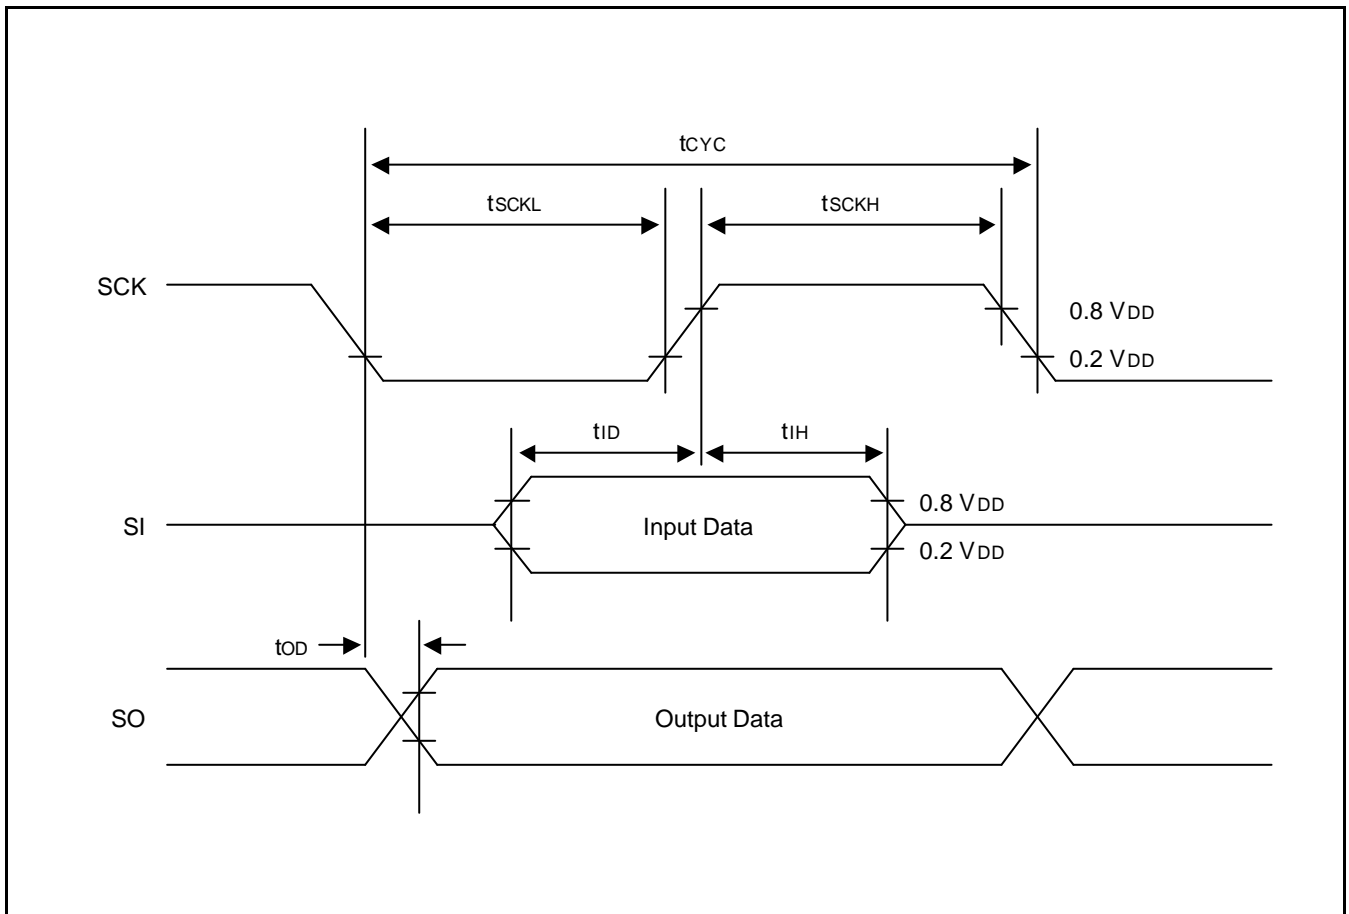 tCYC
tSCKL
tSCKH
SCK
0.8 VDD
0.2 VDD
tID
tIH
SI
Input Data
0.8 VDD
0.2 VDD
tOD
SO
Output Data